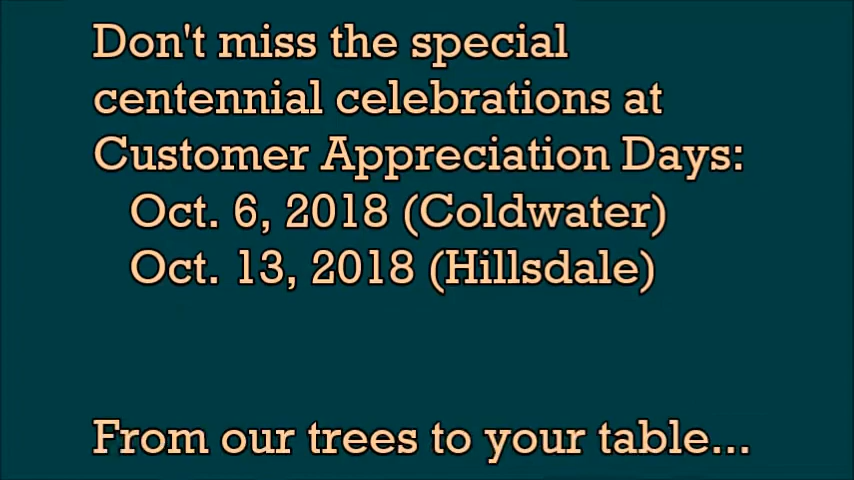 Don't miss the special
centennial celebrations at
Customer Appreciation Days:
Oct. 6, 2018 (Coldwater)
Oct. 13, 2018 (Hillsdale)
From our trees to your table...